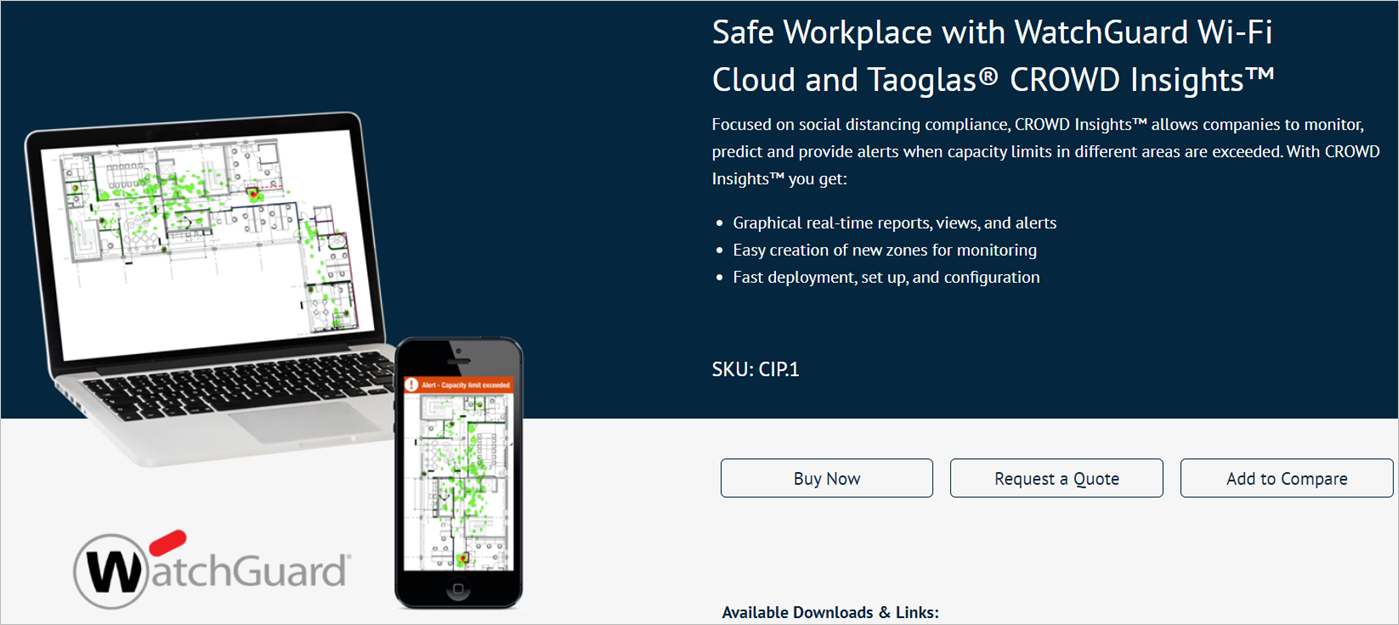 Safe Workplace with WatchGuard Wi-Fi
Cloud and Taoglas® CROWD Insights™
Focused on social distancing compliance, CROWD Insights™ allows companies to monitor,
predict and provide alerts when capacity limits in different areas are exceeded. With CROWD
Insights™ you get:
• Graphical real-time reports, views, and alerts
• Easy creation of new zones for monitoring
• Fast deployment, set up, and configuration
SKU: CIP.1
! Alert - Capacity limit exceeded
Buy Now
Request a Quote
Add to Compare
WatchGuard®
Available Downloads & Links: